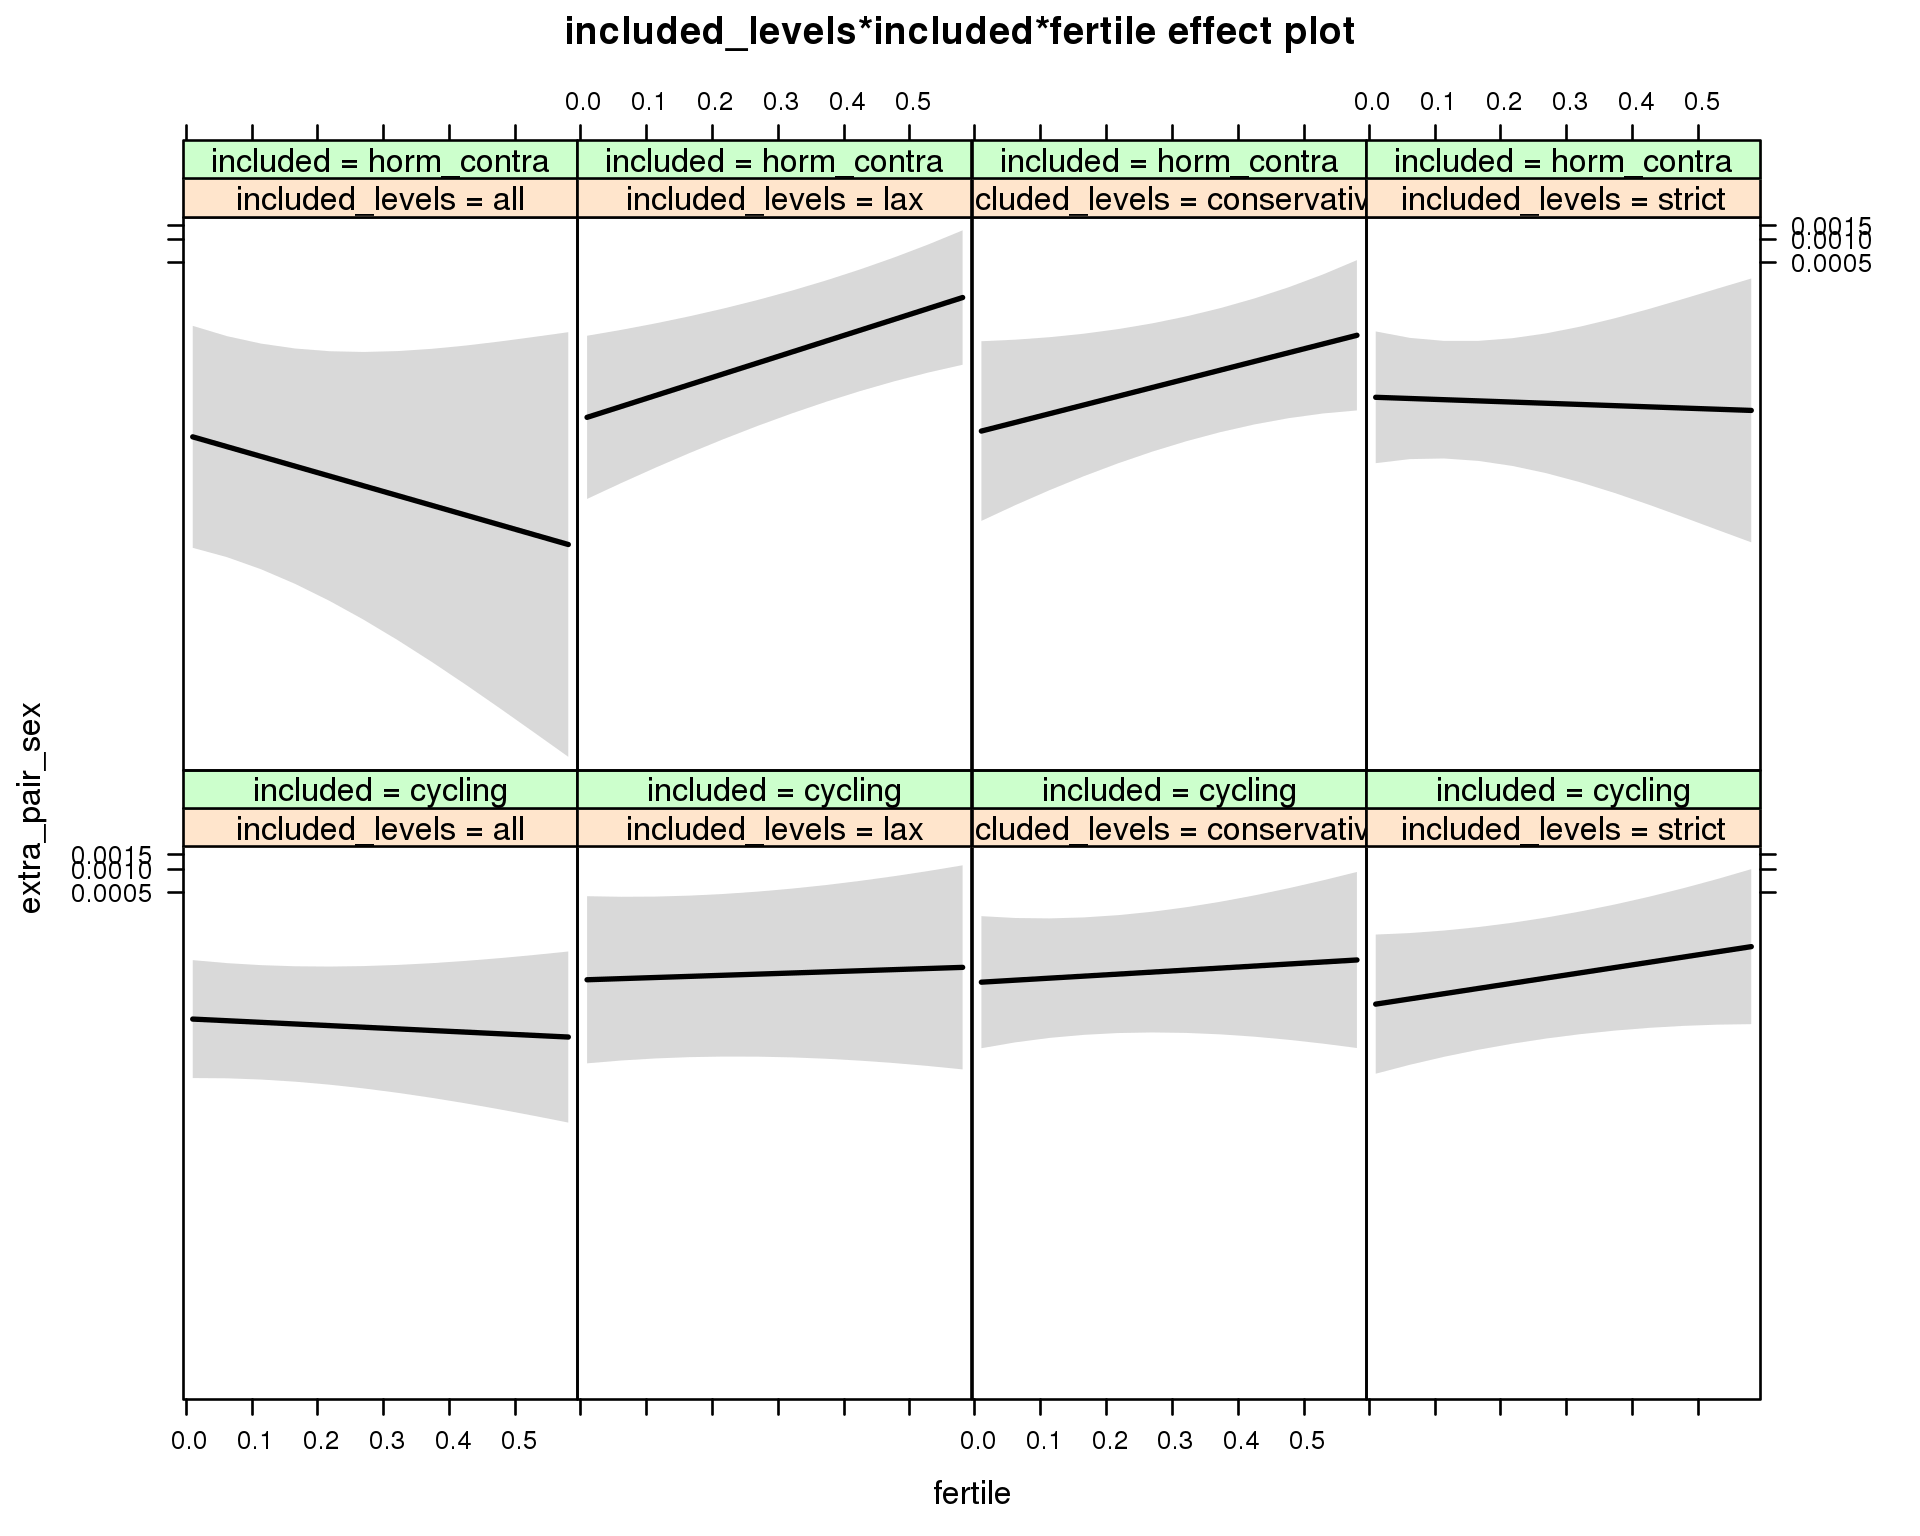 included_levels*included*fertile effect plot
0.0 0.1 0.2 0.3 0.4 0.5 0.0 0.1 0.2 0.3 0.4 0.5
included = horm_contra included = horm_contra included = horm_contra included = horm_contra
included_levels = all included_levels = lax cluded_levels = conservativ included_levels = strict
0.0015
0.0010
0.0005
extra_pair_sex
included = cycling included = cycling included = cycling included = cycling
included_levels = all included_levels = lax cluded_levels = conservativ included_levels = strict
0.0015
0.0010
0.0005
0.0 0.1 0.2 0.3 0.4 0.5 0.0 0.1 0.2 0.3 0.4 0.5
fertile